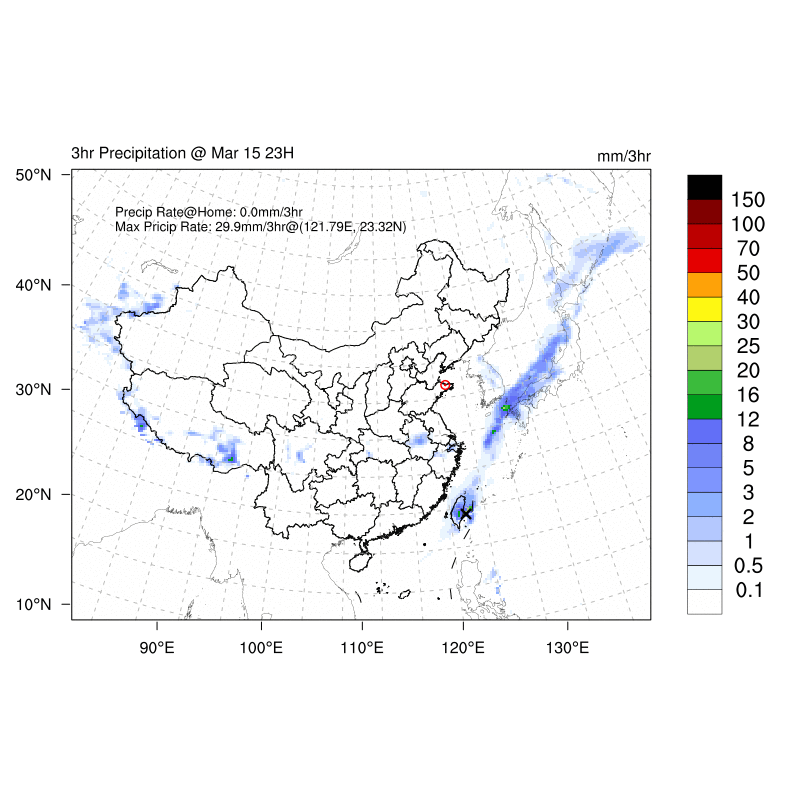 3hr Precipitation @ Mar 15 23H
mm/3hr
Precip Rate@Home: 0.0mm/3hr
Max Pricip Rate: 29.9mm/3hr@(121.79E, 23.32N)
50°N
40°N
30°N
20°N
10°N
90°E
100°E
110°E
120°E
130°E
150
100
70
50
40
30
25
20
16
12
8
5
3
2
1
0.5
0.1